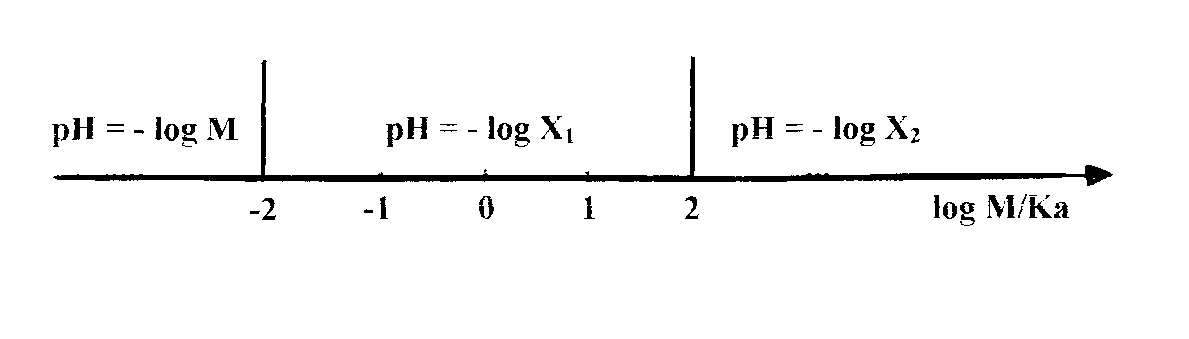 pH = - log M pH = - log X₁ pH = - log X₂
-2 -1 0 1 2 log M/Ka